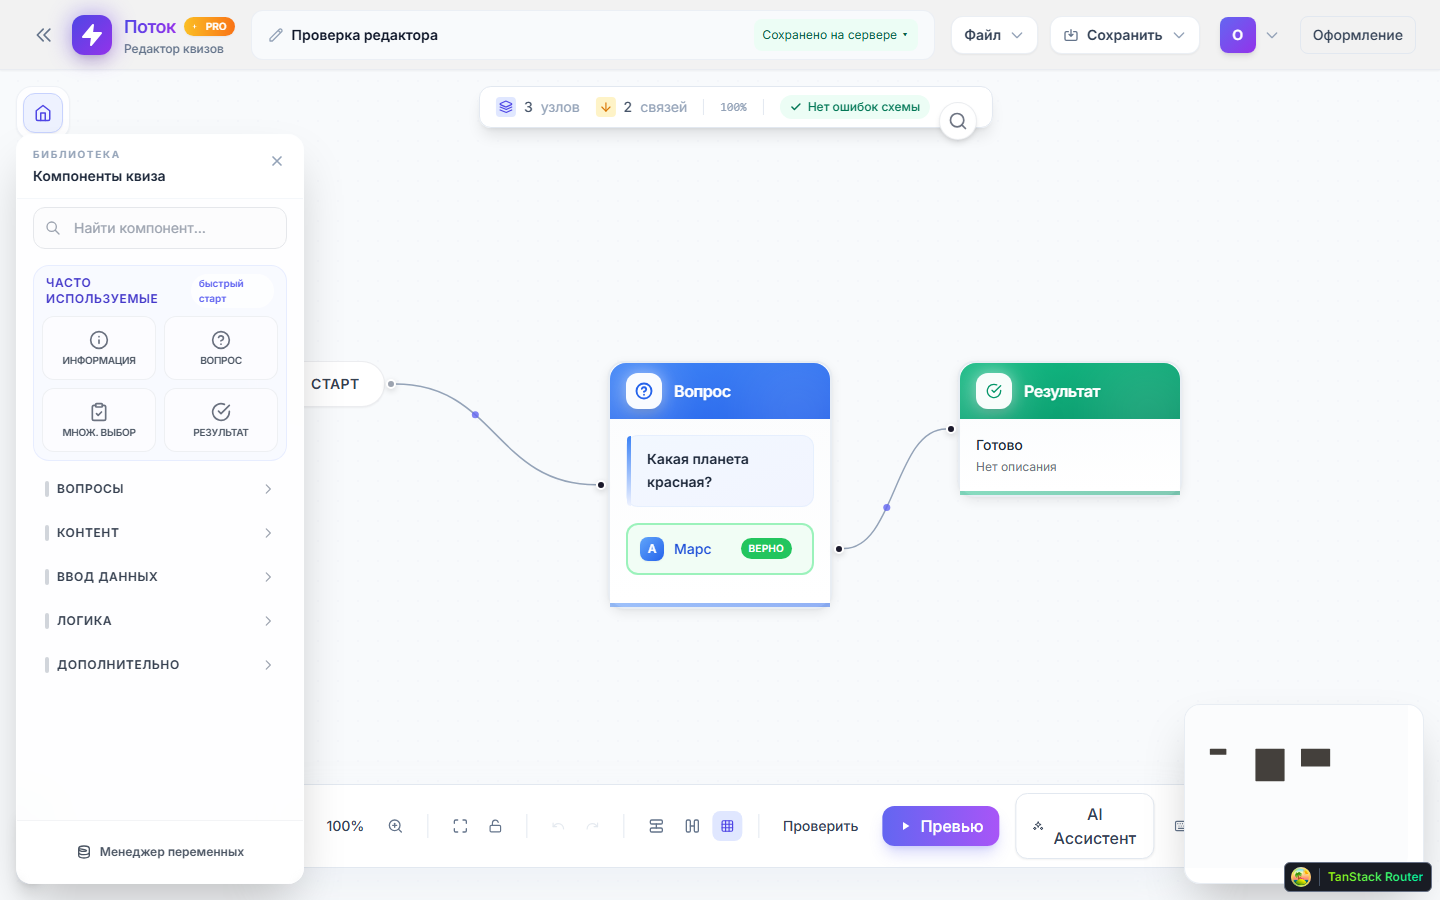 Поток
PRO
Редактор квизов
Проверка редактора
Сохранено на сервере
Файл
Сохранить
О
Оформление
3 узлов
2 связей
100%
Нет ошибок схемы
БИБЛИОТЕКА
Компоненты квиза
Найти компонент...
ЧАСТО
ИСПОЛЬЗУЕМЫЕ
быстрый
старт
ИНФОРМАЦИЯ
ВОПРОС
МНОЖ. ВЫБОР
РЕЗУЛЬТАТ
ВОПРОСЫ
КОНТЕНТ
ВВОД ДАННЫХ
ЛОГИКА
ДОПОЛНИТЕЛЬНО
Менеджер переменных
СТАРТ
Вопрос
Какая планета
красная?
A Марс ВЕРНО
Результат
Готово
Нет описания
100%
Проверить
Превью
AI
Ассистент
TanStack Router